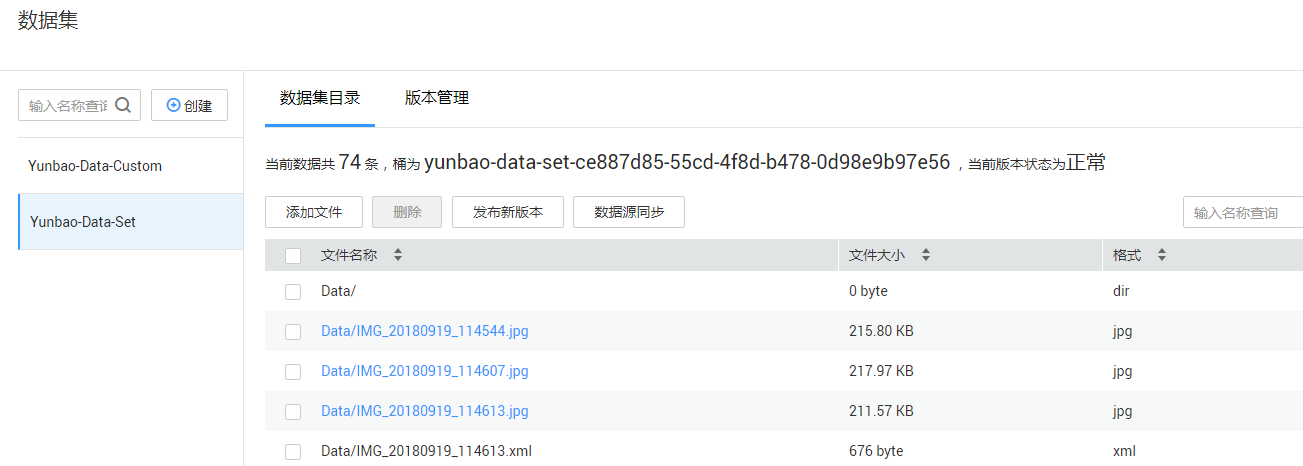 数据集
输入名称查询
创建
Yunbao-Data-Custom
Yunbao-Data-Set
数据集目录 版本管理
当前数据共 74 条，桶为 yunbao-data-set-ce887d85-55cd-4f8d-b478-0d98e9b97e56 ，当前版本状态为正常
添加文件 删除 发布新版本 数据源同步 输入名称查询
文件名称 文件大小 格式
Data/ 0 byte dir
Data/IMG_20180919_114544.jpg 215.80 KB jpg
Data/IMG_20180919_114607.jpg 217.97 KB jpg
Data/IMG_20180919_114613.jpg 211.57 KB jpg
Data/IMG_20180919_114613.xml 676 byte xml